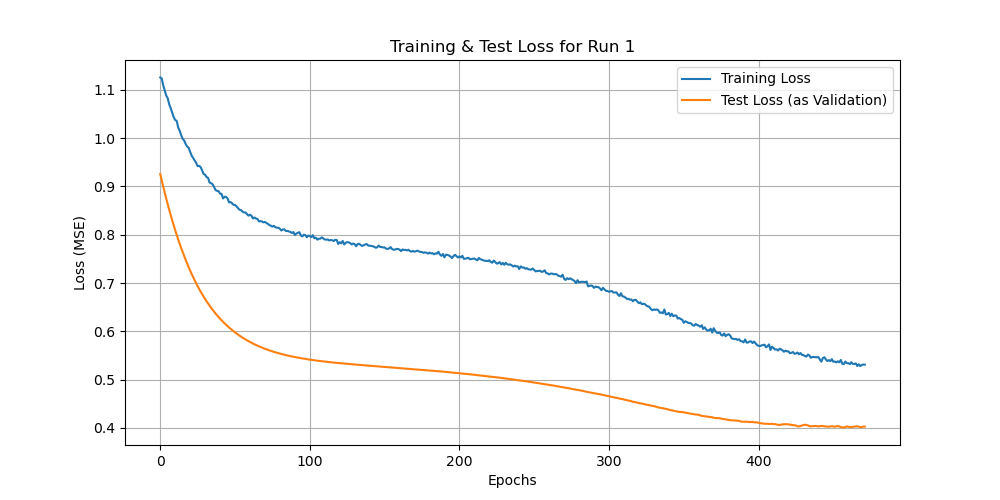 Training & Test Loss for Run 1
Training Loss
Test Loss (as Validation)
Loss (MSE)
1.1
1.0
0.9
0.8
0.7
0.6
0.5
0.4
0
100
200
300
400
Epochs